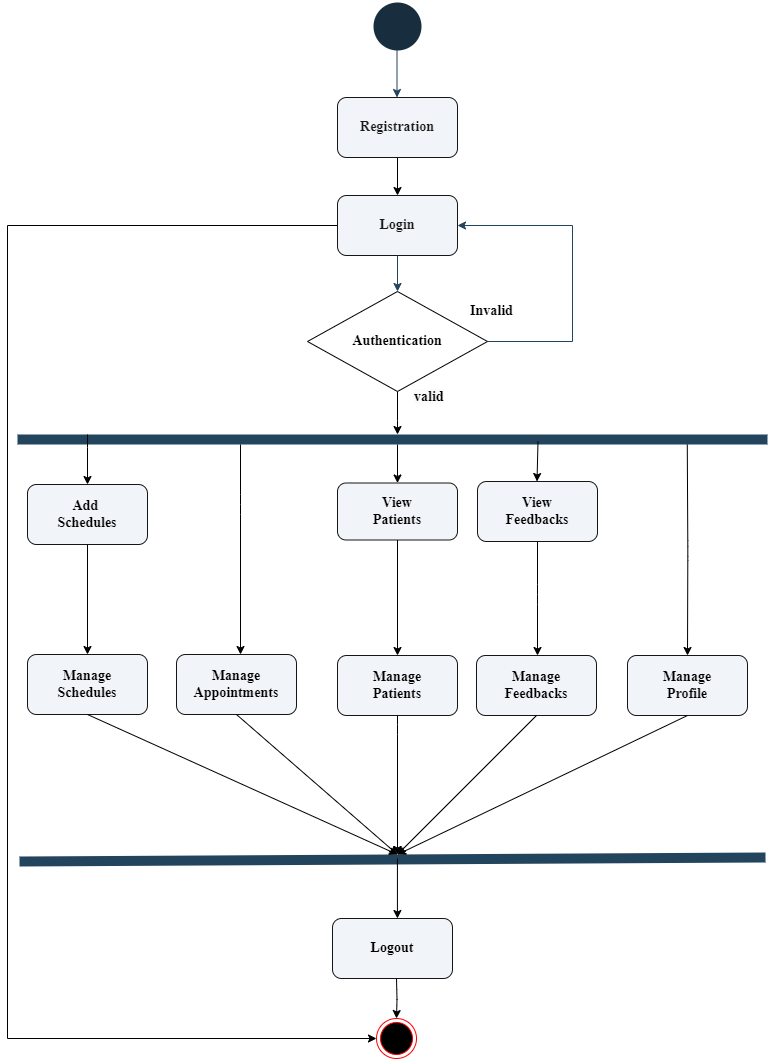 Registration
Login
Invalid
Authentication
valid
Add
Schedules
View
Patients
View
Feedbacks
Manage
Schedules
Manage
Appointments
Manage
Patients
Manage
Feedbacks
Manage
Profile
Logout